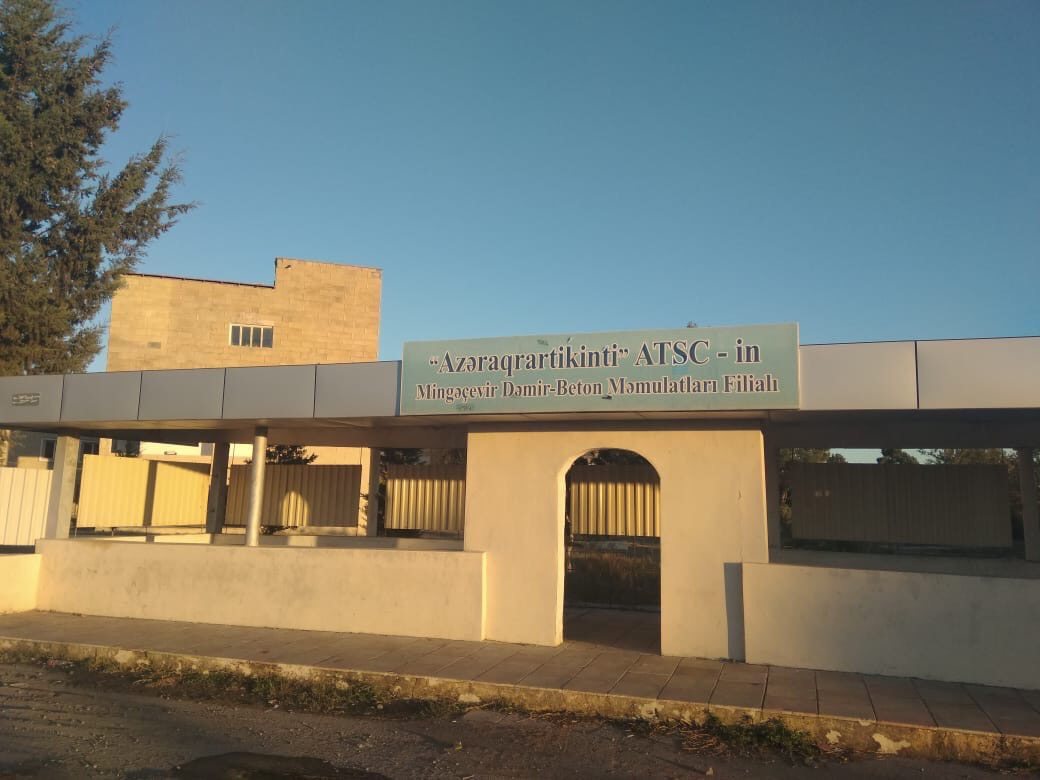 “Azəraqrartikinti” ATSC - in
Mingəçevir Dəmir-Beton Məmulatları Filialı